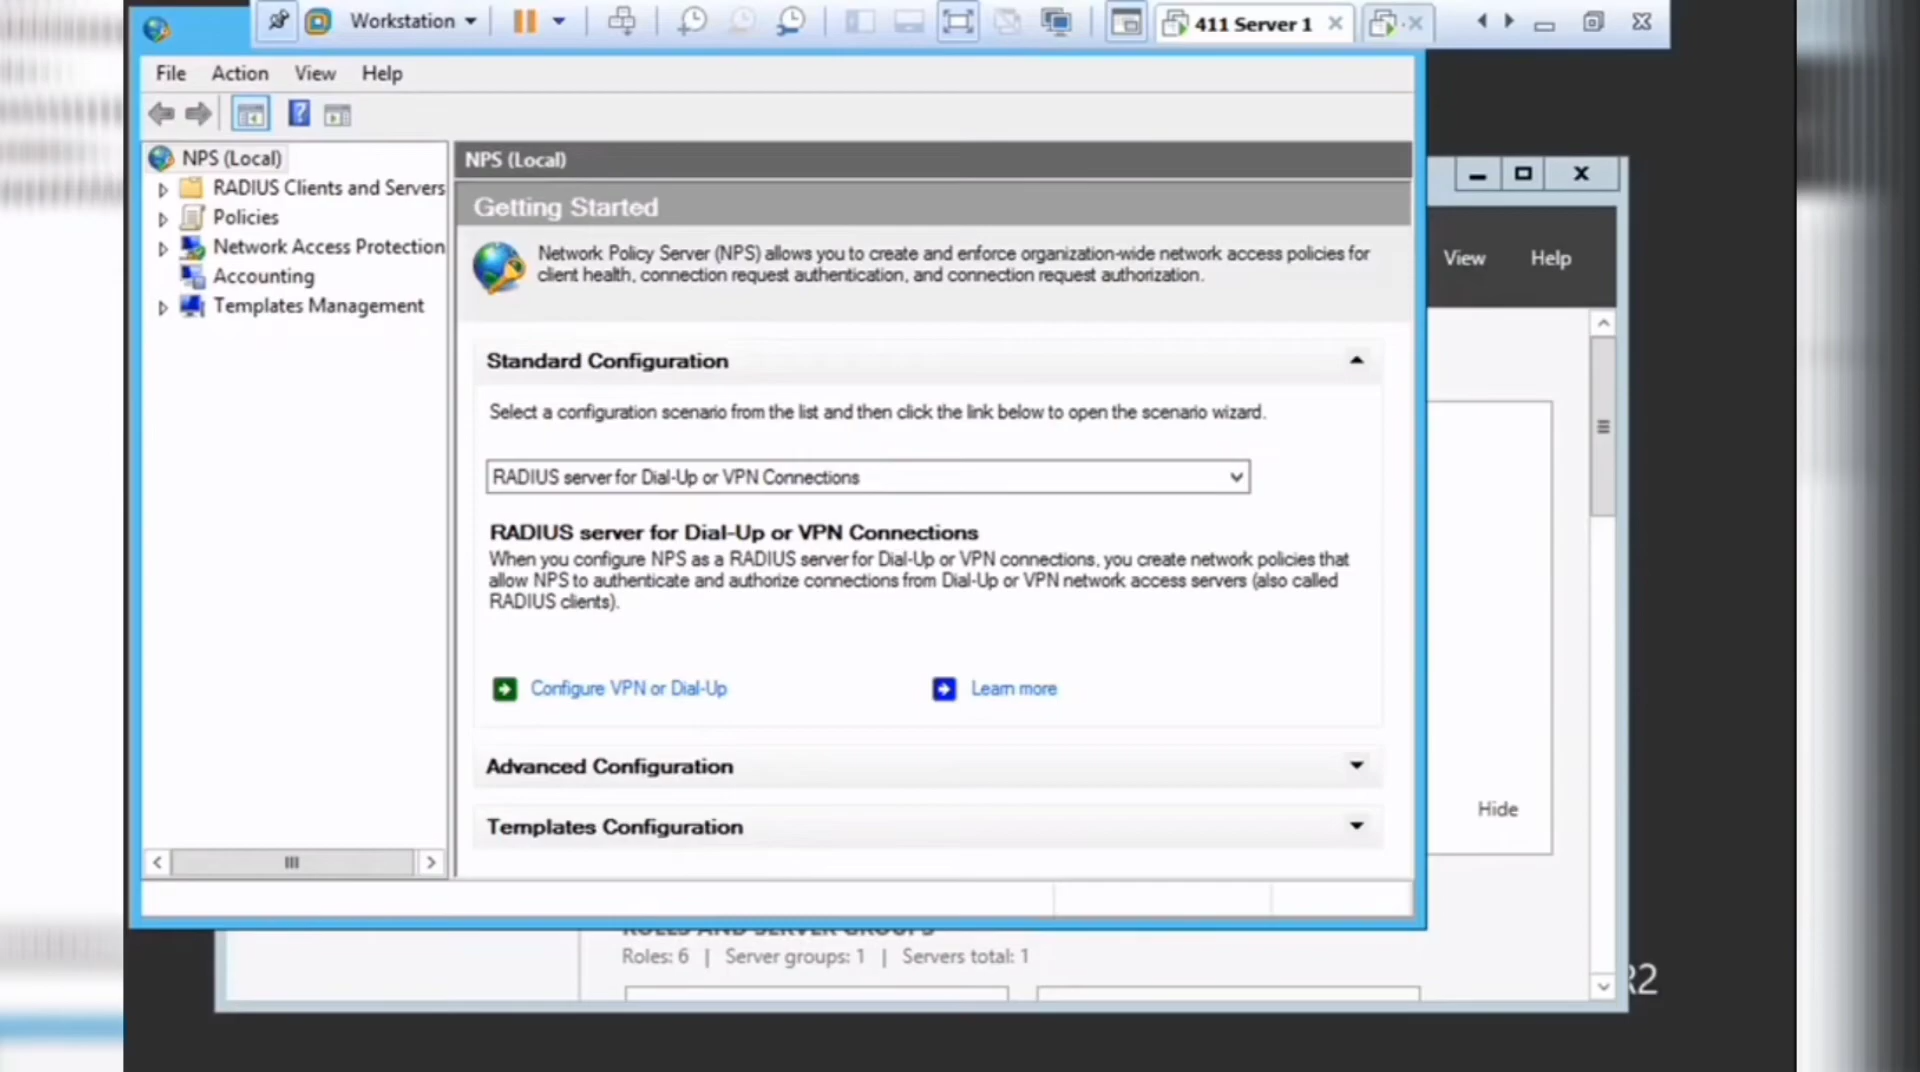 Workstation
411 Server 1
File Action View Help
NPS (Local)
RADIUS Clients and Servers
Policies
Network Access Protection
Accounting
Templates Management
NPS (Local)
Getting Started
Network Policy Server (NPS) allows you to create and enforce organization-wide network access policies for
client health, connection request authentication, and connection request authorization.
Standard Configuration
Select a configuration scenario from the list and then click the link below to open the scenario wizard.
RADIUS server for Dial-Up or VPN Connections
RADIUS server for Dial-Up or VPN Connections
When you configure NPS as a RADIUS server for Dial-Up or VPN connections, you create network policies that
allow NPS to authenticate and authorize connections from Dial-Up or VPN network access servers (also called
RADIUS clients).
Configure VPN or Dial-Up
Learn more
Advanced Configuration
Templates Configuration
View Help
Hide
ROLES AND SERVER GROUPS
Roles: 6 | Server groups: 1 | Servers total: 1
R2